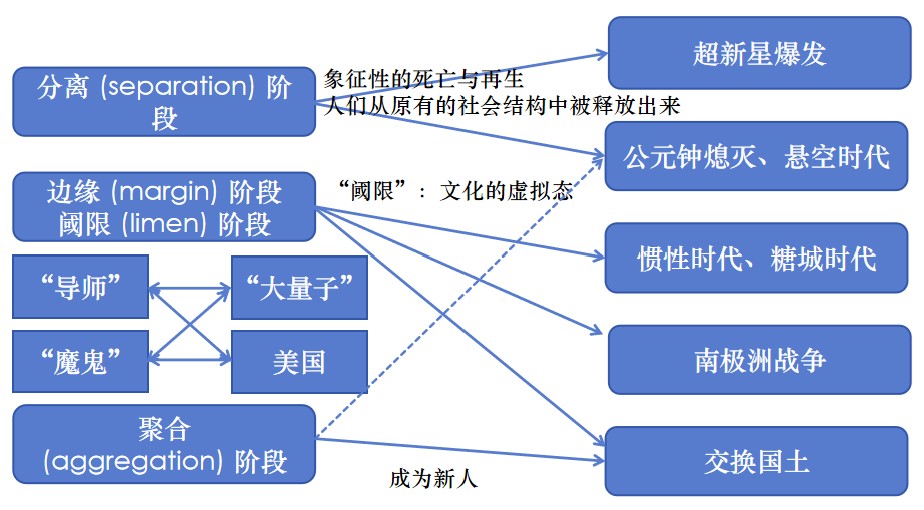 分离 (separation) 阶
段
象征性的死亡与再生
人们从原有的社会结构中被释放出来
超新星爆发
公元钟熄灭、悬空时代
边缘 (margin) 阶段
阈限 (limen) 阶段
“阈限”：文化的虚拟态
惯性时代、糖城时代
“导师”
“大量子”
“魔鬼”
美国
南极洲战争
聚合
(aggregation) 阶段
成为新人
交换国土